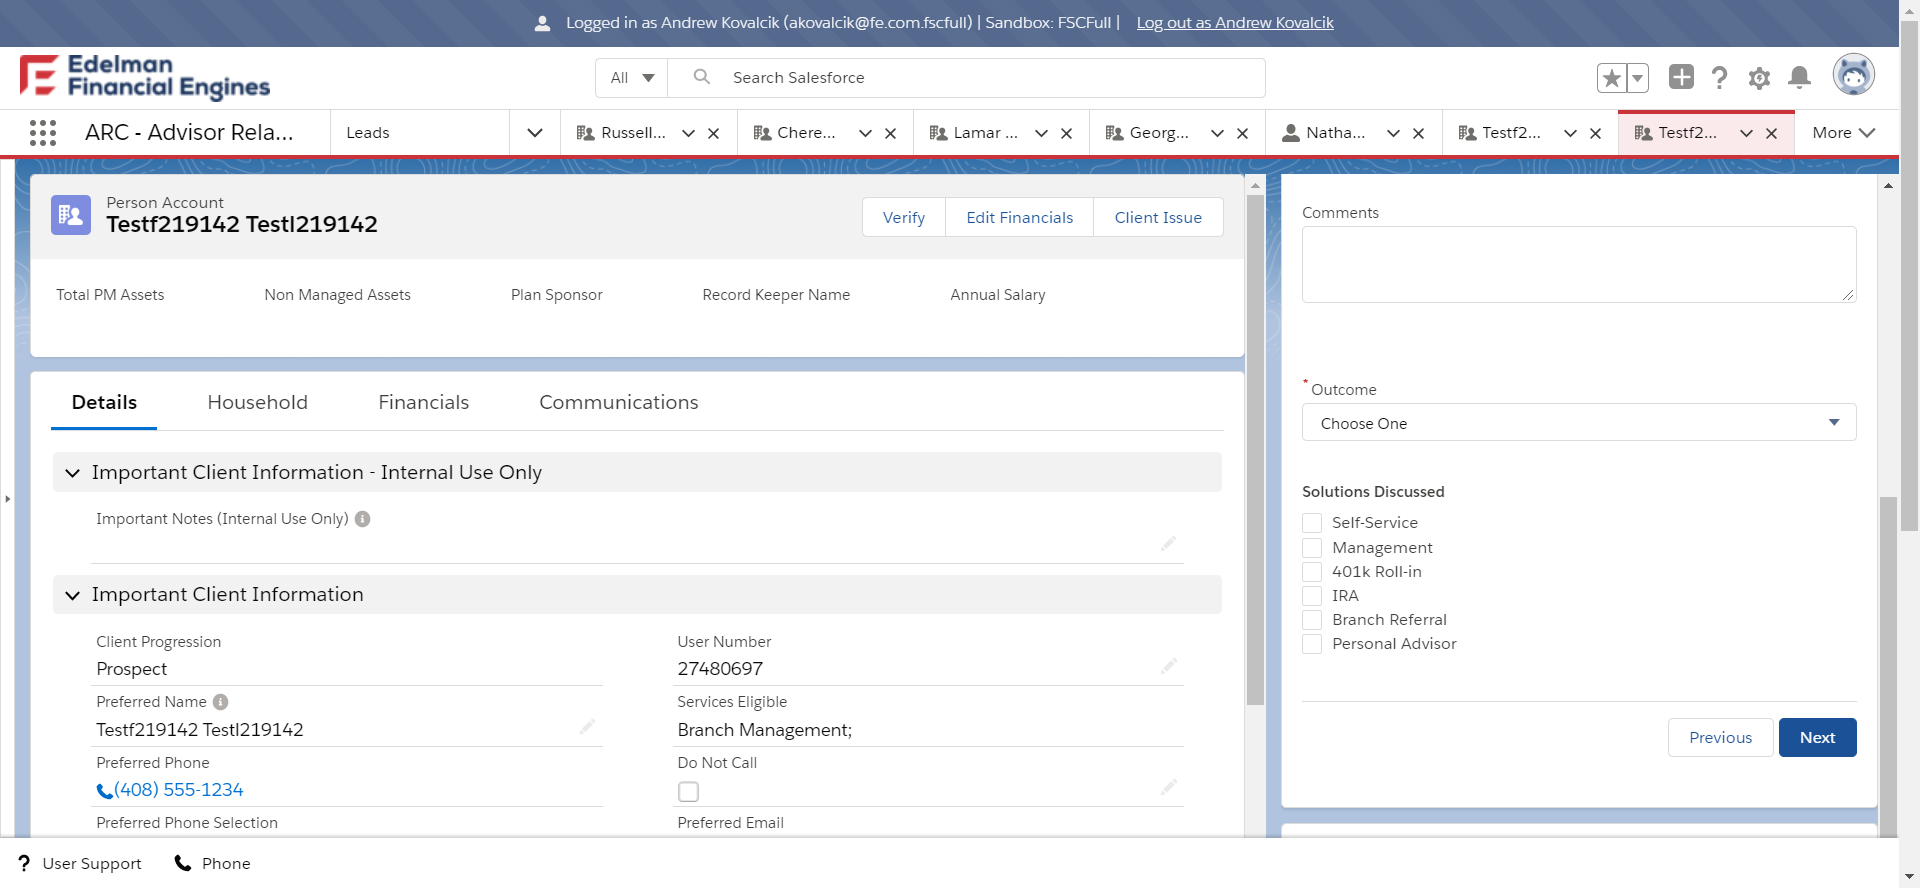 Logged in as Andrew Kovalcik (akovalcik@fe.com.fscfull) | Sandbox: FSCFull | Log out as Andrew Kovalcik
Edelman
Financial Engines
All
Search Salesforce
ARC - Advisor Rela...
Leads
Russell...
Chere...
Lamar ...
Georg...
Natha...
Testf2...
Testf2...
More
Person Account
Testf219142 Testl219142
Verify
Edit Financials
Client Issue
Total PM Assets
Non Managed Assets
Plan Sponsor
Record Keeper Name
Annual Salary
Details
Household
Financials
Communications
Important Client Information - Internal Use Only
Important Notes (Internal Use Only)
Important Client Information
Client Progression
Prospect
User Number
27480697
Preferred Name
Testf219142 Testl219142
Services Eligible
Branch Management;
Preferred Phone
(408) 555-1234
Do Not Call
Preferred Phone Selection
Preferred Email
Comments
* Outcome
Choose One
Solutions Discussed
Self-Service
Management
401k Roll-in
IRA
Branch Referral
Personal Advisor
Previous
Next
? User Support
Phone